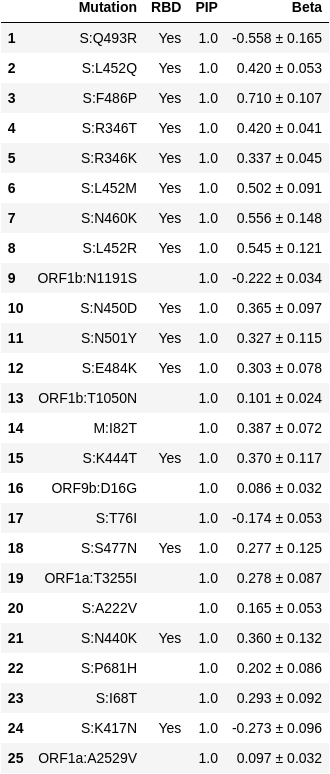 Mutation RBD PIP Beta
1 S:Q493R Yes 1.0 -0.558 ± 0.165
2 S:L452Q Yes 1.0 0.420 ± 0.053
3 S:F486P Yes 1.0 0.710 ± 0.107
4 S:R346T Yes 1.0 0.420 ± 0.041
5 S:R346K Yes 1.0 0.337 ± 0.045
6 S:L452M Yes 1.0 0.502 ± 0.091
7 S:N460K Yes 1.0 0.556 ± 0.148
8 S:L452R Yes 1.0 0.545 ± 0.121
9 ORF1b:N1191S 1.0 -0.222 ± 0.034
10 S:N450D Yes 1.0 0.365 ± 0.097
11 S:N501Y Yes 1.0 0.327 ± 0.115
12 S:E484K Yes 1.0 0.303 ± 0.078
13 ORF1b:T1050N 1.0 0.101 ± 0.024
14 M:I82T 1.0 0.387 ± 0.072
15 S:K444T Yes 1.0 0.370 ± 0.117
16 ORF9b:D16G 1.0 0.086 ± 0.032
17 S:T76I 1.0 -0.174 ± 0.053
18 S:S477N Yes 1.0 0.277 ± 0.125
19 ORF1a:T3255I 1.0 0.278 ± 0.087
20 S:A222V 1.0 0.165 ± 0.053
21 S:N440K Yes 1.0 0.360 ± 0.132
22 S:P681H 1.0 0.202 ± 0.086
23 S:I68T 1.0 0.293 ± 0.092
24 S:K417N Yes 1.0 -0.273 ± 0.096
25 ORF1a:A2529V 1.0 0.097 ± 0.032